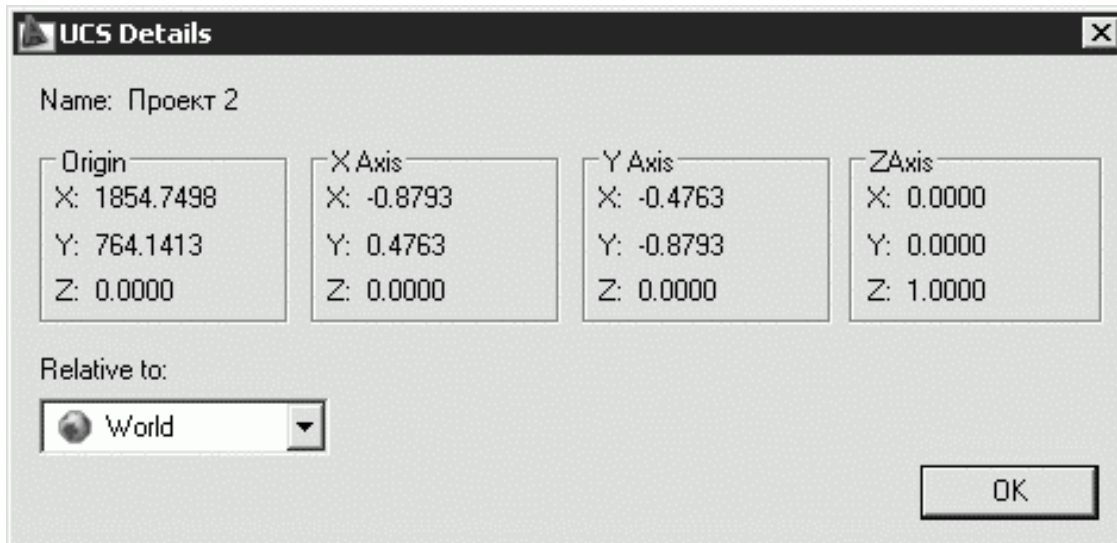 UCS Details
Name: Проект 2
Origin
X: 1854.7498
Y: 764.1413
Z: 0.0000
X Axis
X: -0.8793
Y: 0.4763
Z: 0.0000
Y Axis
X: -0.4763
Y: -0.8793
Z: 0.0000
ZAxis
X: 0.0000
Y: 0.0000
Z: 1.0000
Relative to:
World
OK